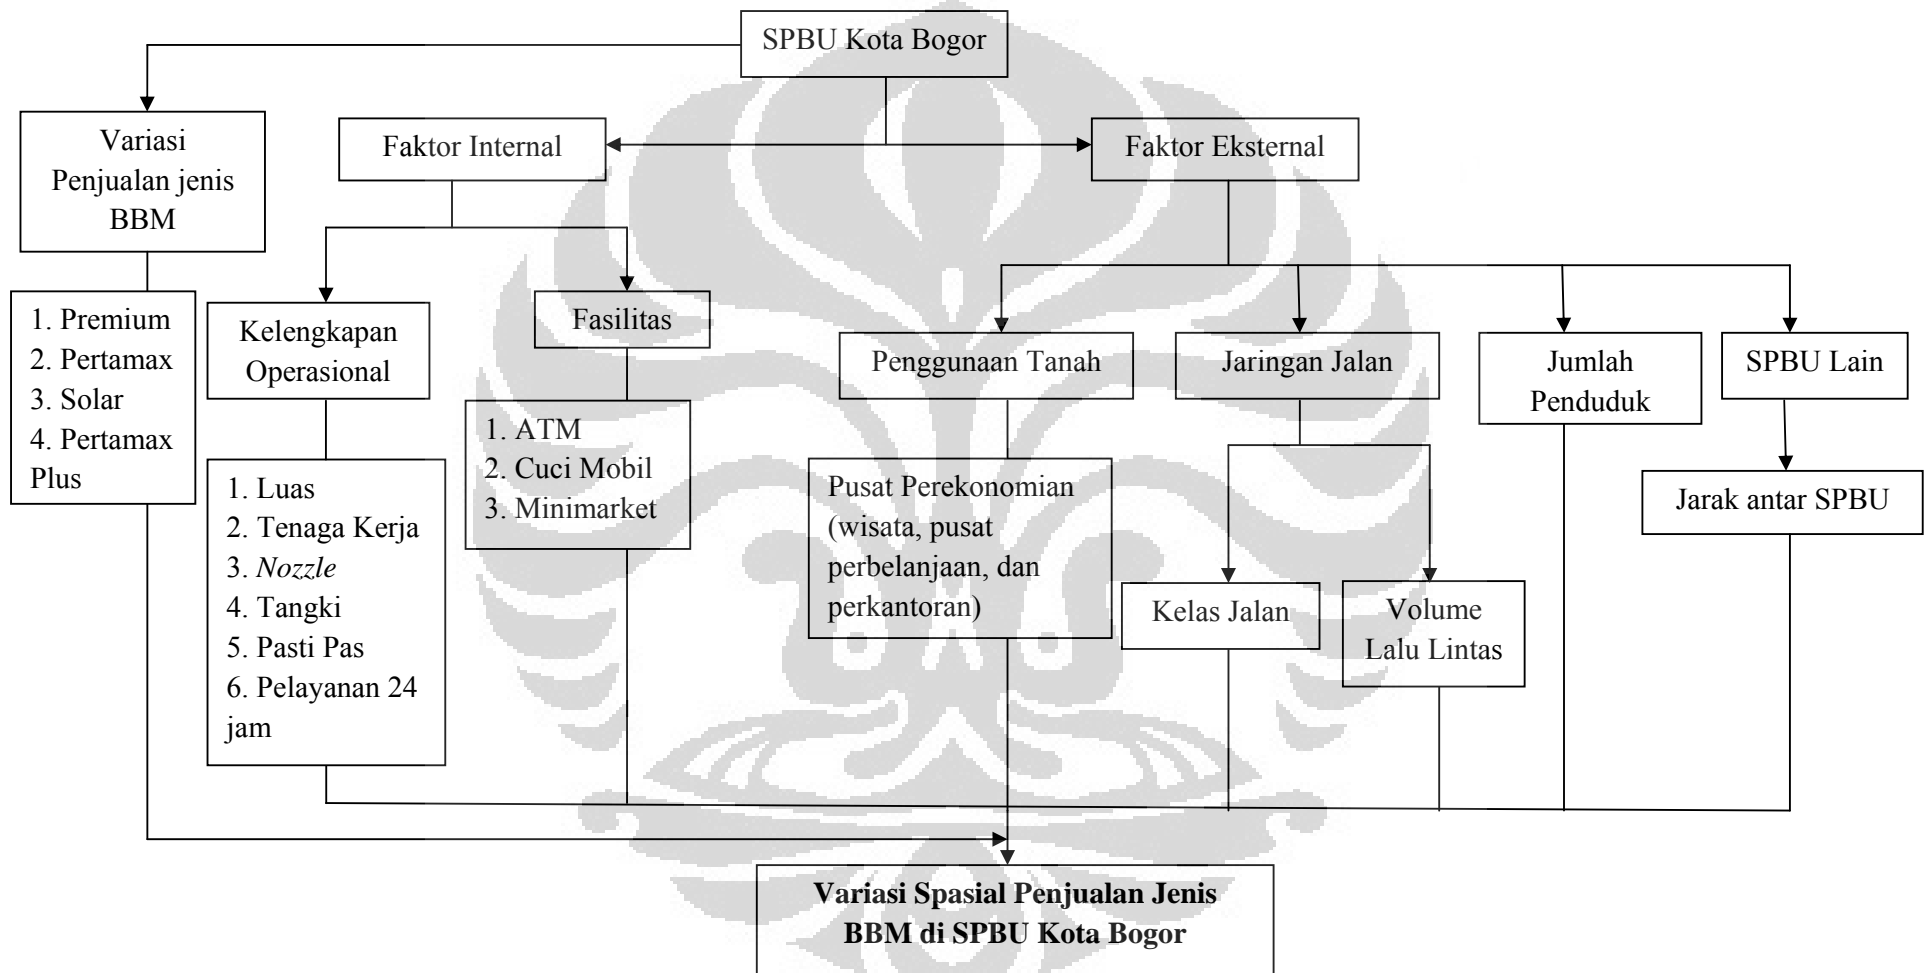 SPBU Kota Bogor
Variasi
Penjualan jenis
BBM
Faktor Internal
Faktor Eksternal
1. Premium
2. Pertamax
3. Solar
4. Pertamax
Plus
Kelengkapan
Operasional
Fasilitas
Penggunaan Tanah
Jaringan Jalan
Jumlah
Penduduk
SPBU Lain
1. Luas
2. Tenaga Kerja
3. Nozzle
4. Tangki
5. Pasti Pas
6. Pelayanan 24
jam
1. ATM
2. Cuci Mobil
3. Minimarket
Pusat Perekonomian
(wisata, pusat
perbelanjaan, dan
perkantoran)
Jarak antar SPBU
Kelas Jalan
Volume
Lalu Lintas
Variasi Spasial Penjualan Jenis
BBM di SPBU Kota Bogor